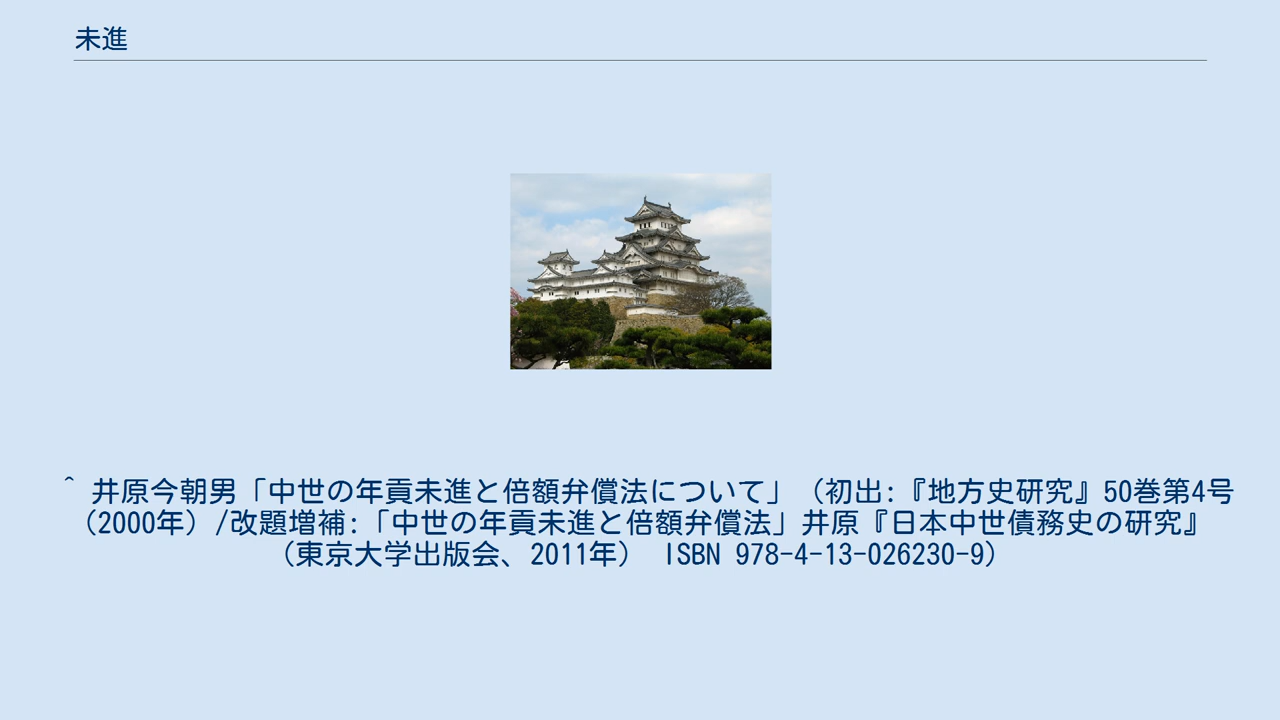 未進
^ 井原今朝男「中世の年貢未進と倍額弁償法について」（初出:『地方史研究』50巻第4号
（2000年）/改題増補:「中世の年貢未進と倍額弁償法」井原『日本中世債務史の研究』
（東京大学出版会、2011年） ISBN 978-4-13-026230-9）